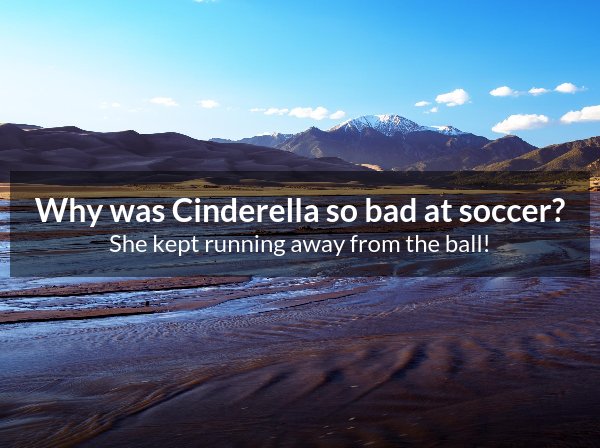 Why was Cinderella so bad at soccer?
She kept running away from the ball!